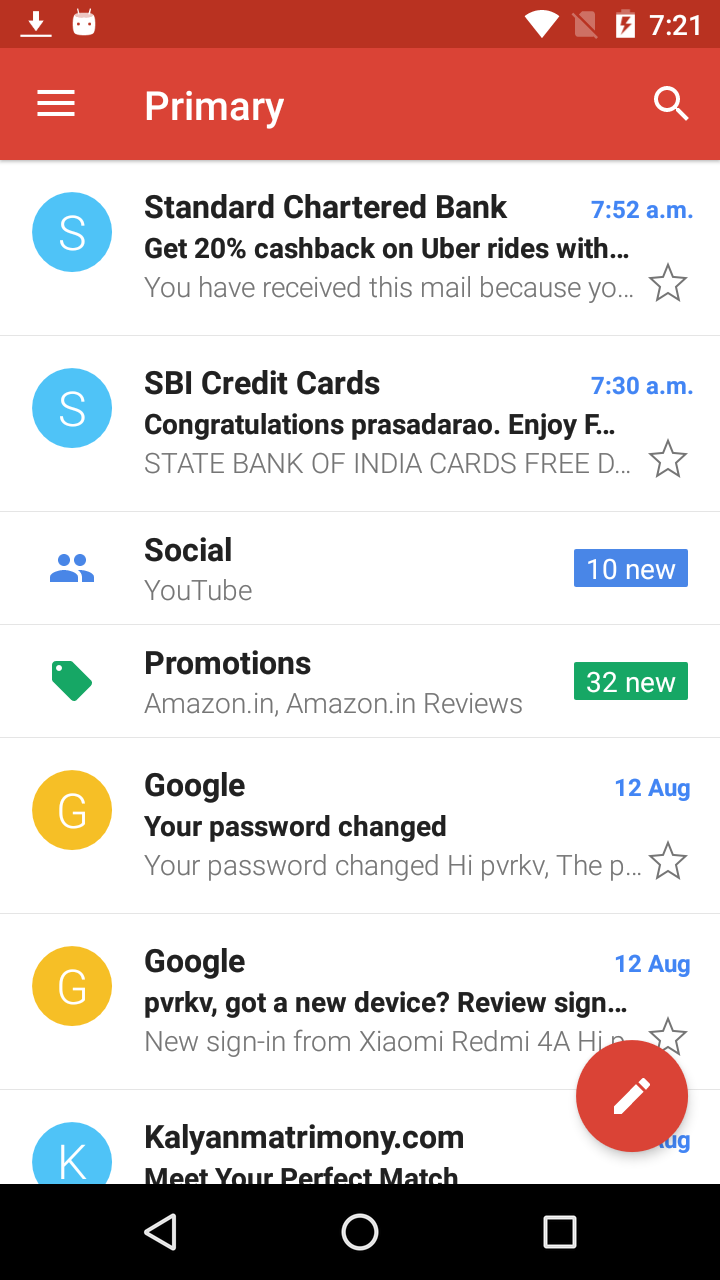 7:21
Primary
S
Standard Chartered Bank
7:52 a.m.
Get 20% cashback on Uber rides with...
You have received this mail because yo...
S
SBI Credit Cards
7:30 a.m.
Congratulations prasadarao. Enjoy F...
STATE BANK OF INDIA CARDS FREE D...
Social
10 new
YouTube
Promotions
32 new
Amazon.in, Amazon.in Reviews
G
Google
12 Aug
Your password changed
Your password changed Hi pvrkv, The p...
G
Google
12 Aug
pvrkv, got a new device? Review sign...
New sign-in from Xiaomi Redmi 4A Hi
K
Kalyanmatrimony.com
Meet Your Perfect Match